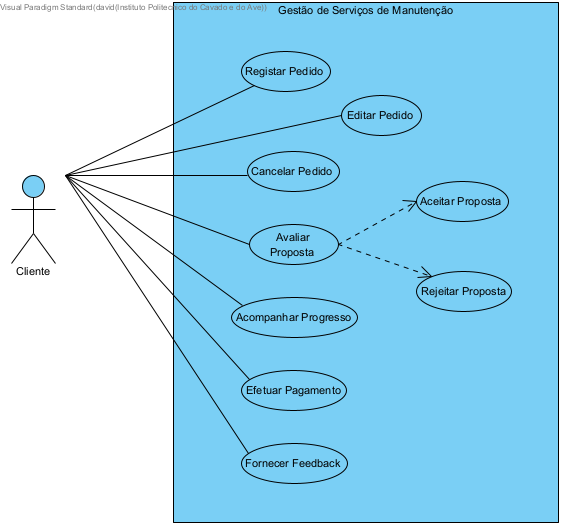 Visual Paradigm Standard(david(Instituto Politecnico do Cavado e do Ave))
Gestão de Serviços de Manutenção
Registar Pedido
Editar Pedido
Cancelar Pedido
Aceitar Proposta
Avaliar
Proposta
Cliente
Rejeitar Proposta
Acompanhar Progresso
Efetuar Pagamento
Fornecer Feedback